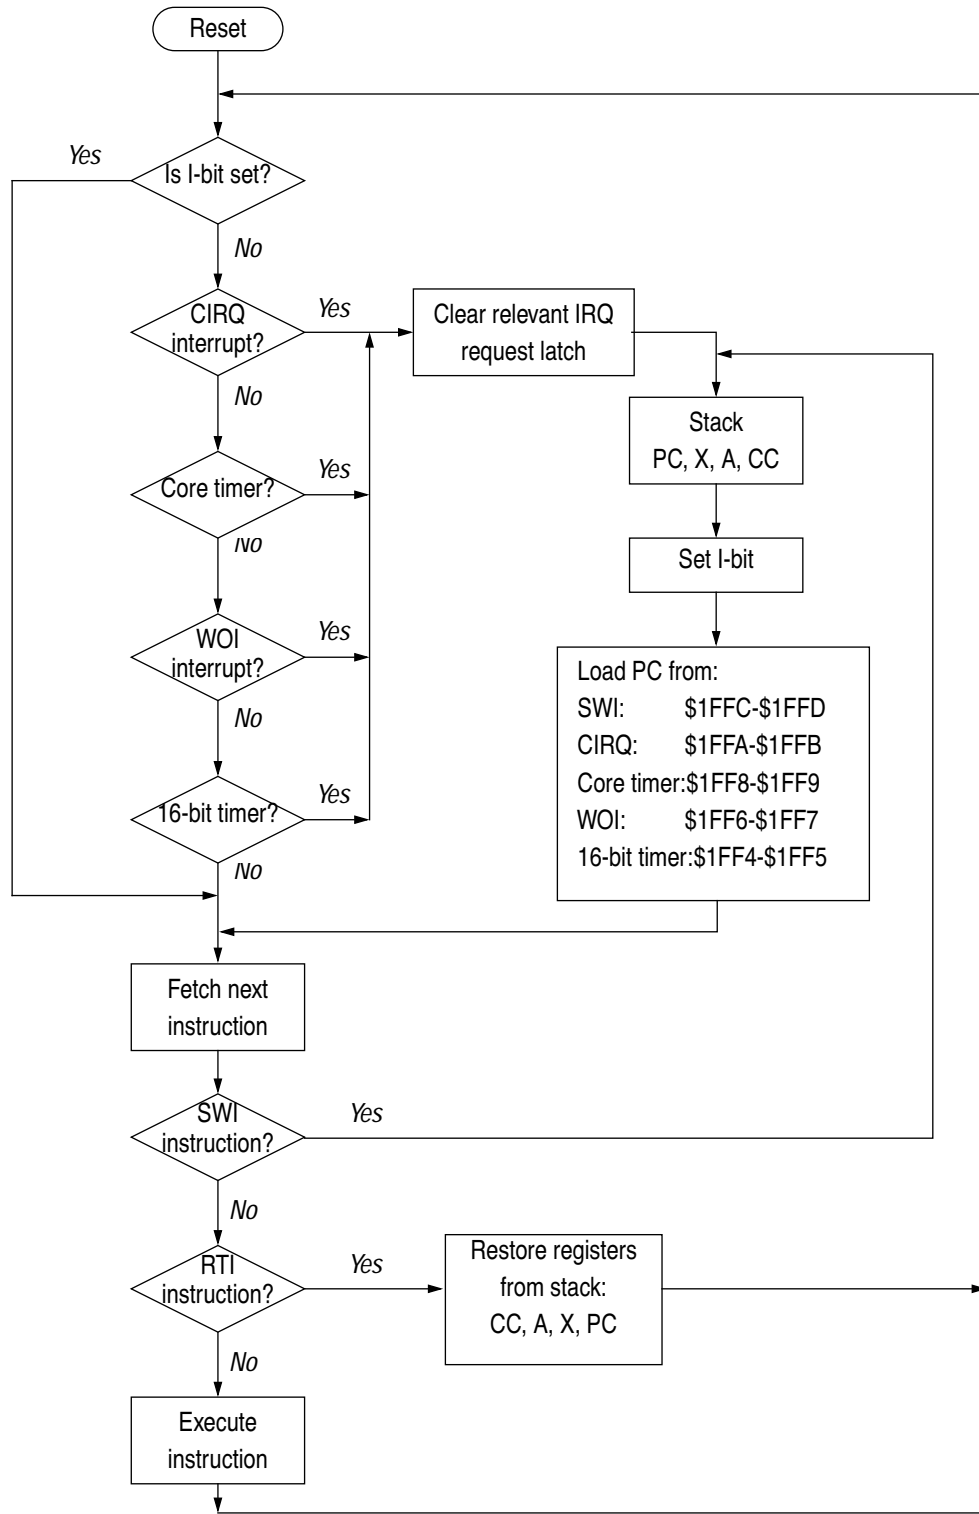 Reset
Yes
Is I-bit set?
No
CIRQ
interrupt?
Yes
Clear relevant IRQ
request latch
No
Stack
PC, X, A, CC
Core timer?
Yes
No
Set I-bit
WOI
interrupt?
Yes
No
Load PC from:
SWI: $1FFC-$1FFD
CIRQ: $1FFA-$1FFB
Core timer:$1FF8-$1FF9
WOI: $1FF6-$1FF7
16-bit timer:$1FF4-$1FF5
16-bit timer?
Yes
No
Fetch next
instruction
SWI
instruction?
Yes
No
RTI
instruction?
Yes
Restore registers
from stack:
CC, A, X, PC
No
Execute
instruction